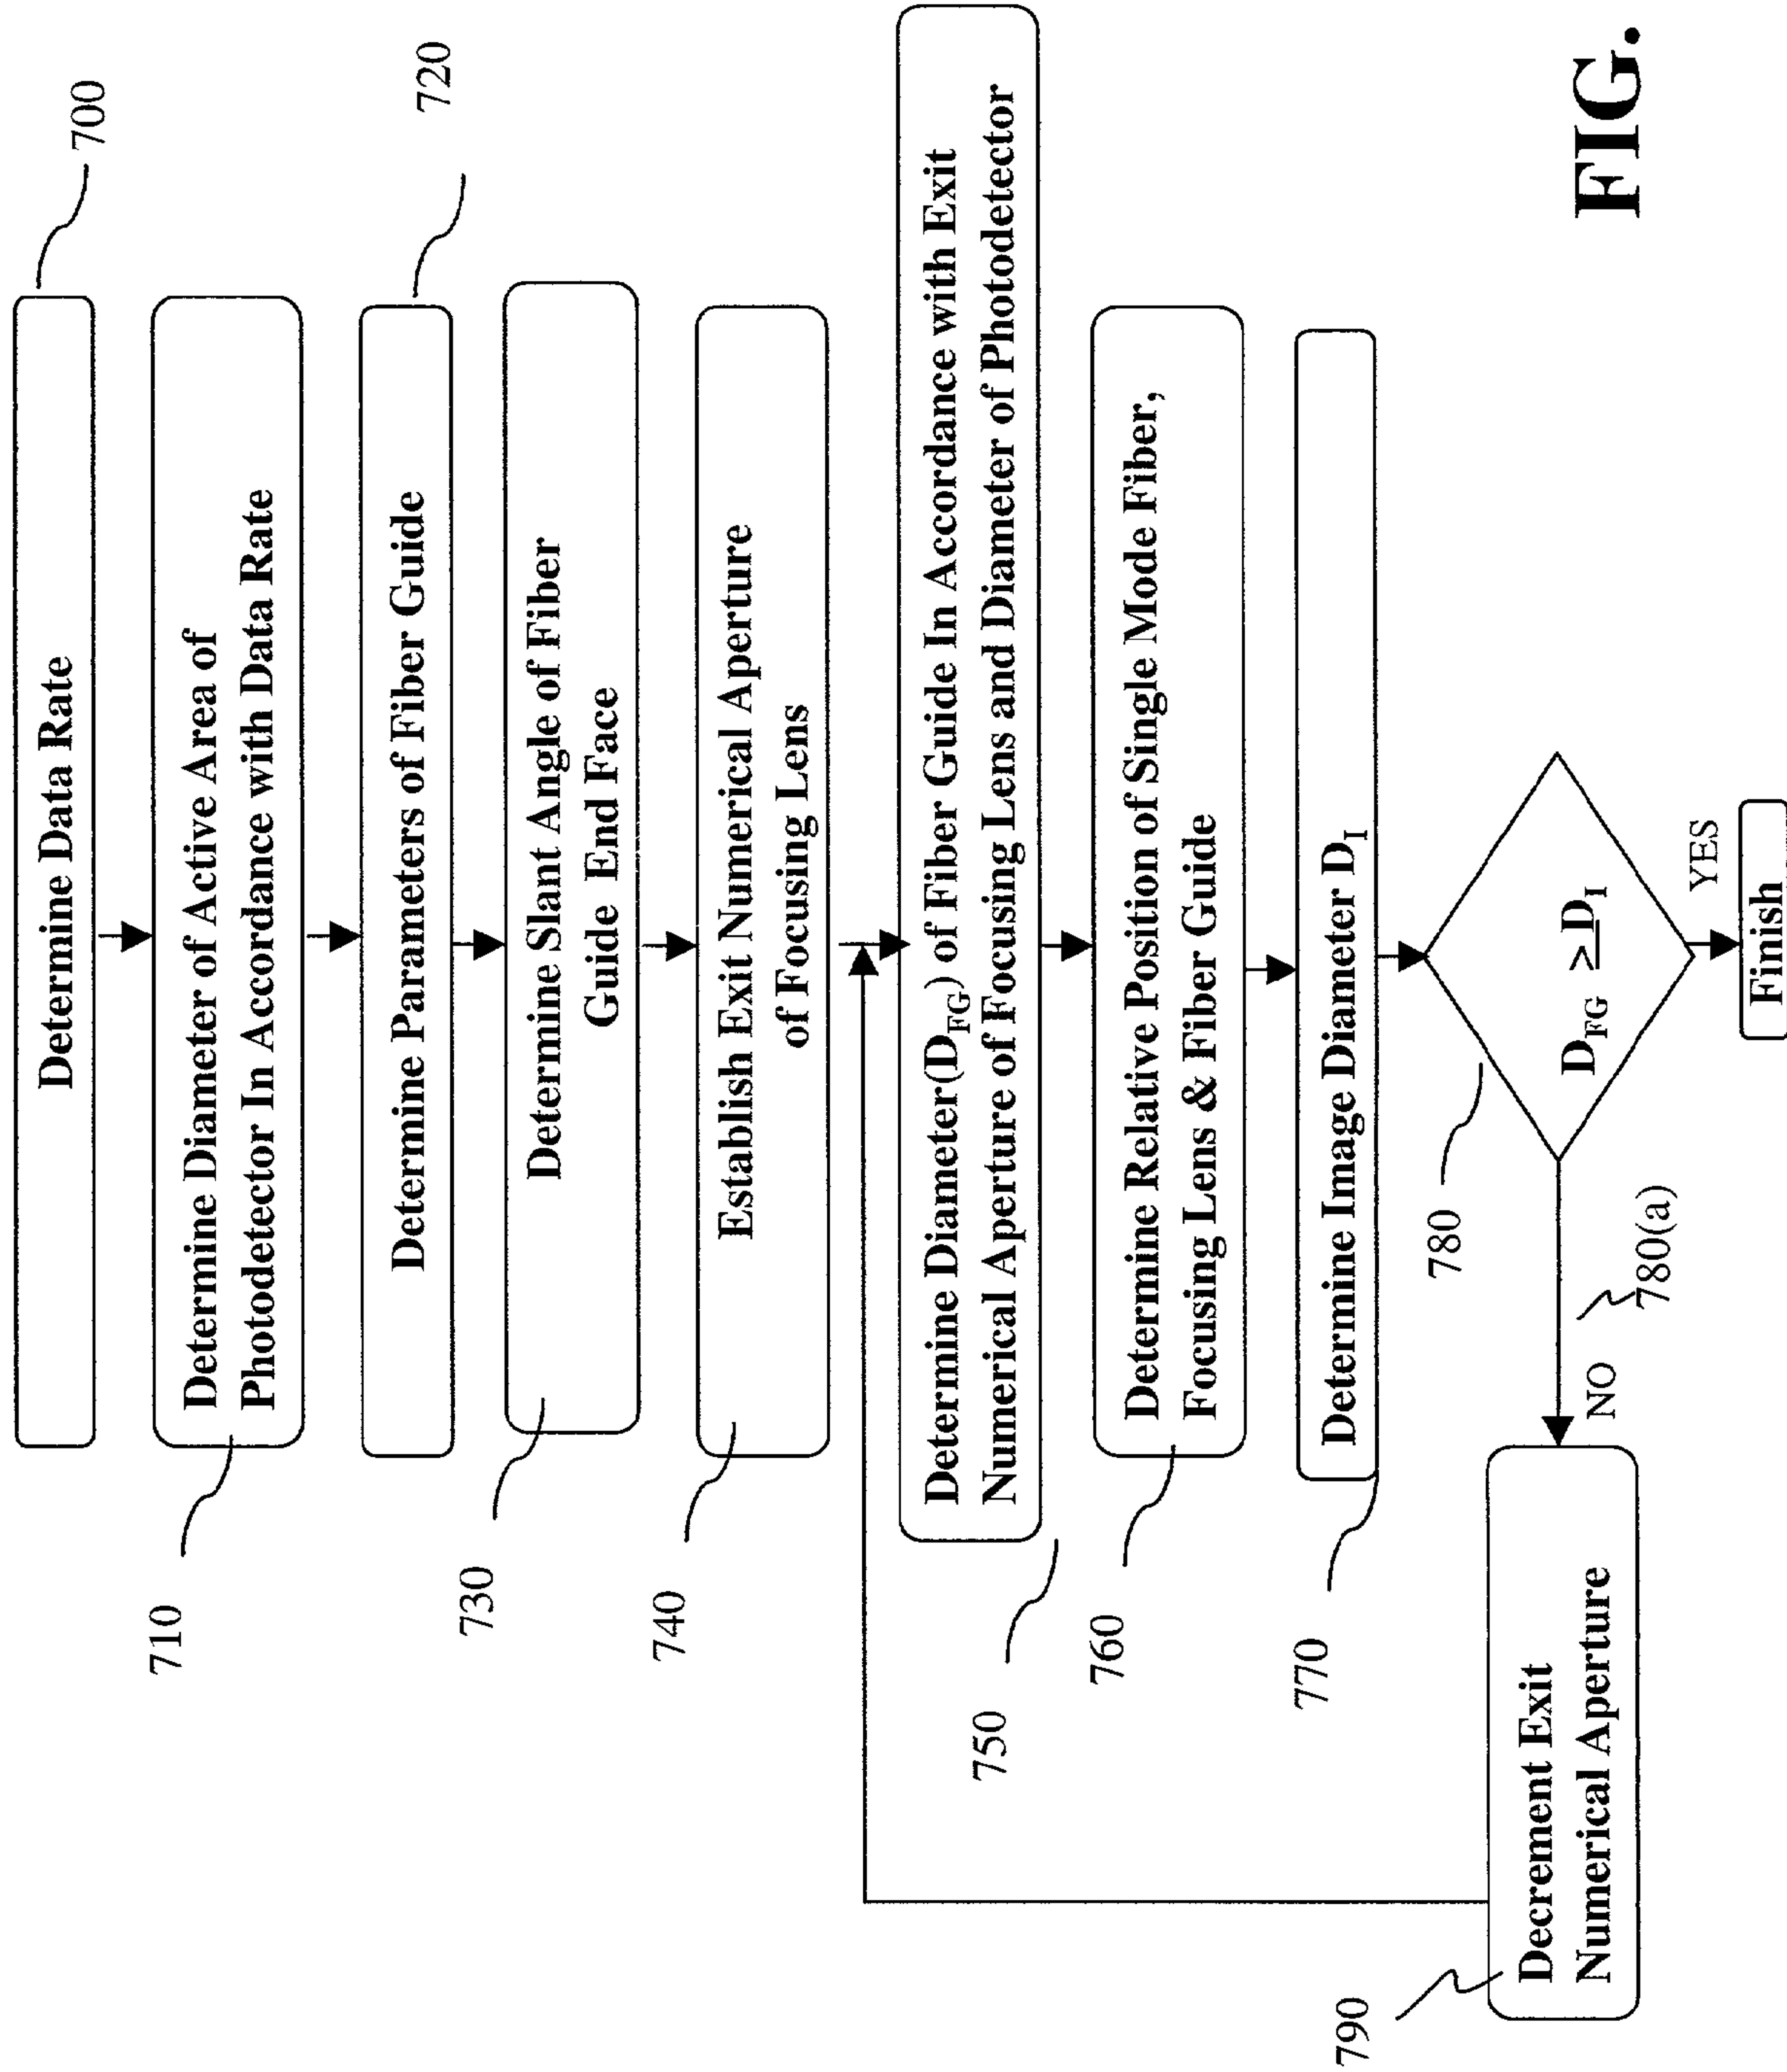 700
Determine Data Rate
710
Determine Diameter of Active Area of
Photodetector In Accordance with Data Rate
720
Determine Parameters of Fiber Guide
730
Determine Slant Angle of Fiber
Guide End Face
740
Establish Exit Numerical Aperture
of Focusing Lens
750
Determine Diameter(D_FG) of Fiber Guide In Accordance with Exit
Numerical Aperture of Focusing Lens and Diameter of Photodetector
760
Determine Relative Position of Single Mode Fiber,
Focusing Lens & Fiber Guide
770
Determine Image Diameter D_I
780
D_FG ≥ D_I
780(a)
NO
YES
790
Decrement Exit
Numerical Aperture
Finish
FIG.